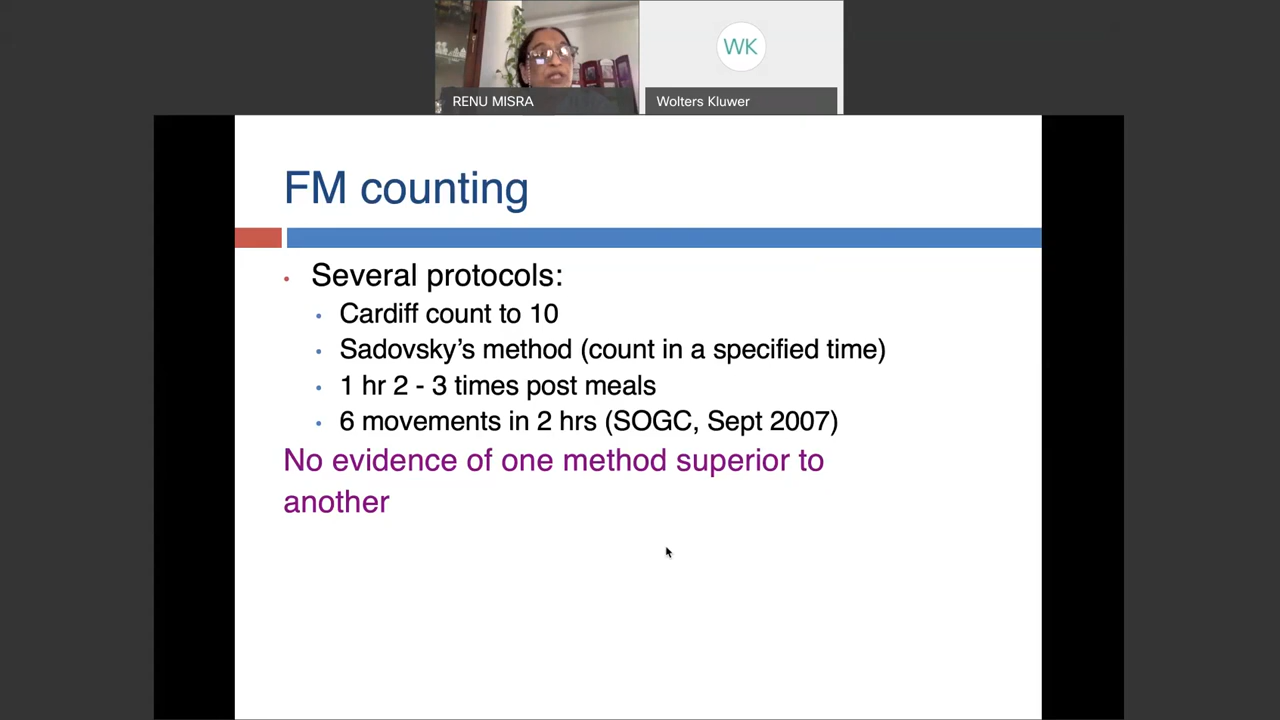 WK
RENU MISRA
Wolters Kluwer
FM counting
• Several protocols:
• Cardiff count to 10
• Sadovsky's method (count in a specified time)
• 1 hr 2 - 3 times post meals
• 6 movements in 2 hrs (SOGC, Sept 2007)
No evidence of one method superior to
another